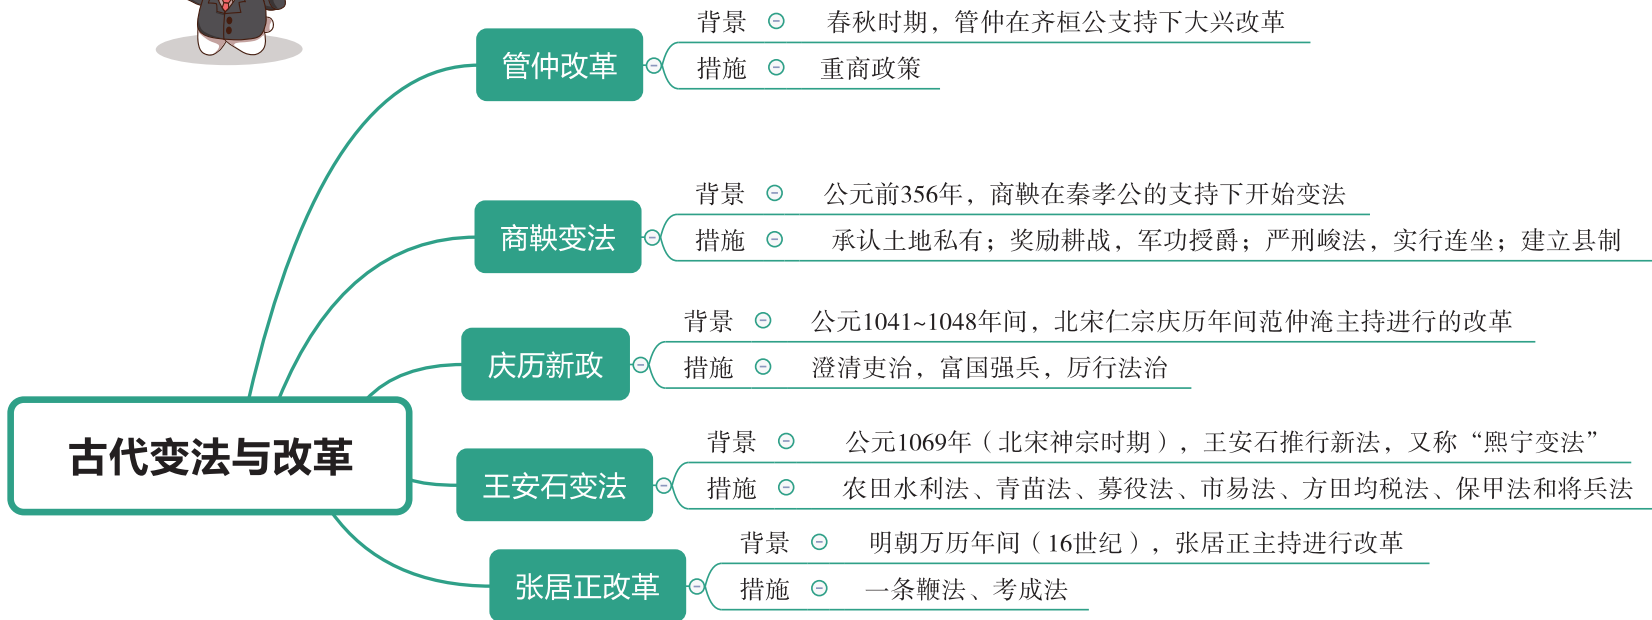 背景 春秋时期，管仲在齐桓公支持下大兴改革
管仲改革
措施 重商政策
背景 公元前356年，商鞅在秦孝公的支持下开始变法
商鞅变法
措施 承认土地私有；奖励耕战，军功授爵；严刑峻法，实行连坐；建立县制
背景 公元1041~1048年间，北宋仁宗庆历年间范仲淹主持进行的改革
庆历新政
措施 澄清吏治，富国强兵，厉行法治
古代变法与改革
背景 公元1069年（北宋神宗时期），王安石推行新法，又称“熙宁变法”
王安石变法
措施 农田水利法、青苗法、募役法、市易法、方田均税法、保甲法和将兵法
背景 明朝万历年间（16世纪），张居正主持进行改革
张居正改革
措施 一条鞭法、考成法